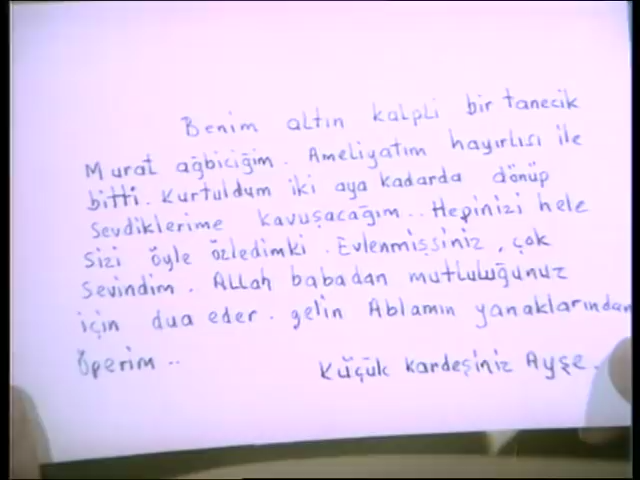 Benim altın kalpli bir tanecik
Murat ağbiciğim. Ameliyatım hayırlısı ile
bitti. Kurtuldum iki aya kadarda dönüp
Sevdiklerime kavuşacağım.. Hepinizi hele
sizi öyle özledimki. Evlenmişsiniz, çok
Sevindim. Allah babadan mutluluğunuz
için dua eder. gelin Ablamın yanaklarından
Öperim..
Küçük kardeşiniz Ayşe.